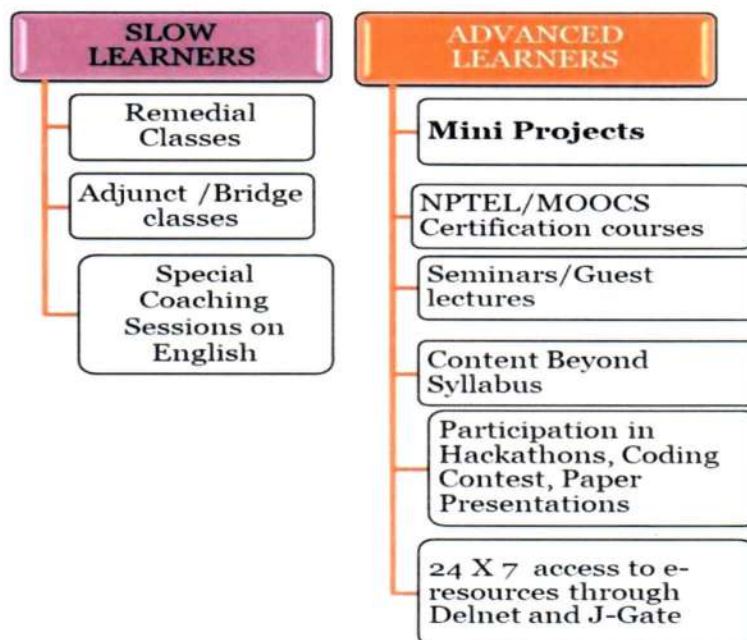 SLOW
LEARNERS
Remedial
Classes
Adjunct /Bridge
classes
Special
Coaching
Sessions on
English
ADVANCED
LEARNERS
Mini Projects
NPTEL/MOOCS
Certification courses
Seminars/Guest
lectures
Content Beyond
Syllabus
Participation in
Hackathons, Coding
Contest, Paper
Presentations
24 X 7 access to e-
resources through
Delnet and J-Gate